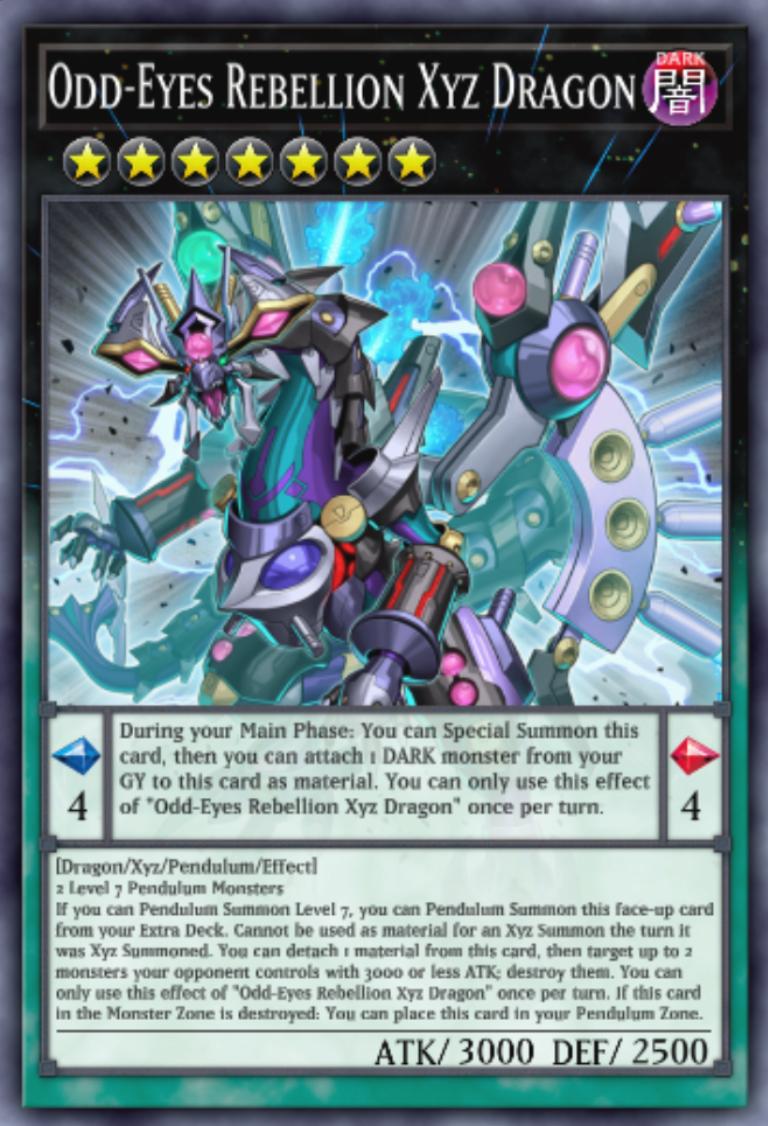 Odd-Eyes Rebellion Xyz Dragon
DARK
闇
During your Main Phase: You can Special Summon this
card, then you can attach 1 DARK monster from your
GY to this card as material. You can only use this effect
of "Odd-Eyes Rebellion Xyz Dragon" once per turn.
4
4
[Dragon/Xyz/Pendulum/Effect]
2 Level 7 Pendulum Monsters
If you can Pendulum Summon Level 7, you can Pendulum Summon this face-up card
from your Extra Deck. Cannot be used as material for an Xyz Summon the turn it
was Xyz Summoned. You can detach 1 material from this card, then target up to 2
monsters your opponent controls with 3000 or less ATK; destroy them. You can
only use this effect of "Odd-Eyes Rebellion Xyz Dragon" once per turn. If this card
in the Monster Zone is destroyed: You can place this card in your Pendulum Zone.
ATK/ 3000 DEF/ 2500